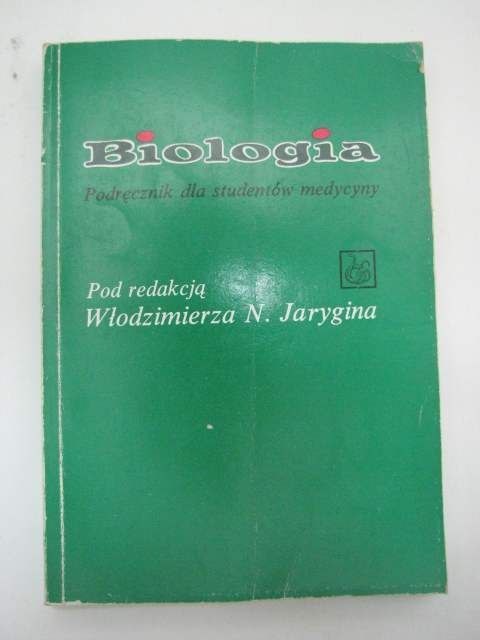 Biologia
Podręcznik dla studentów medycyny
Pod redakcją
Włodzimierza N. Jarygina